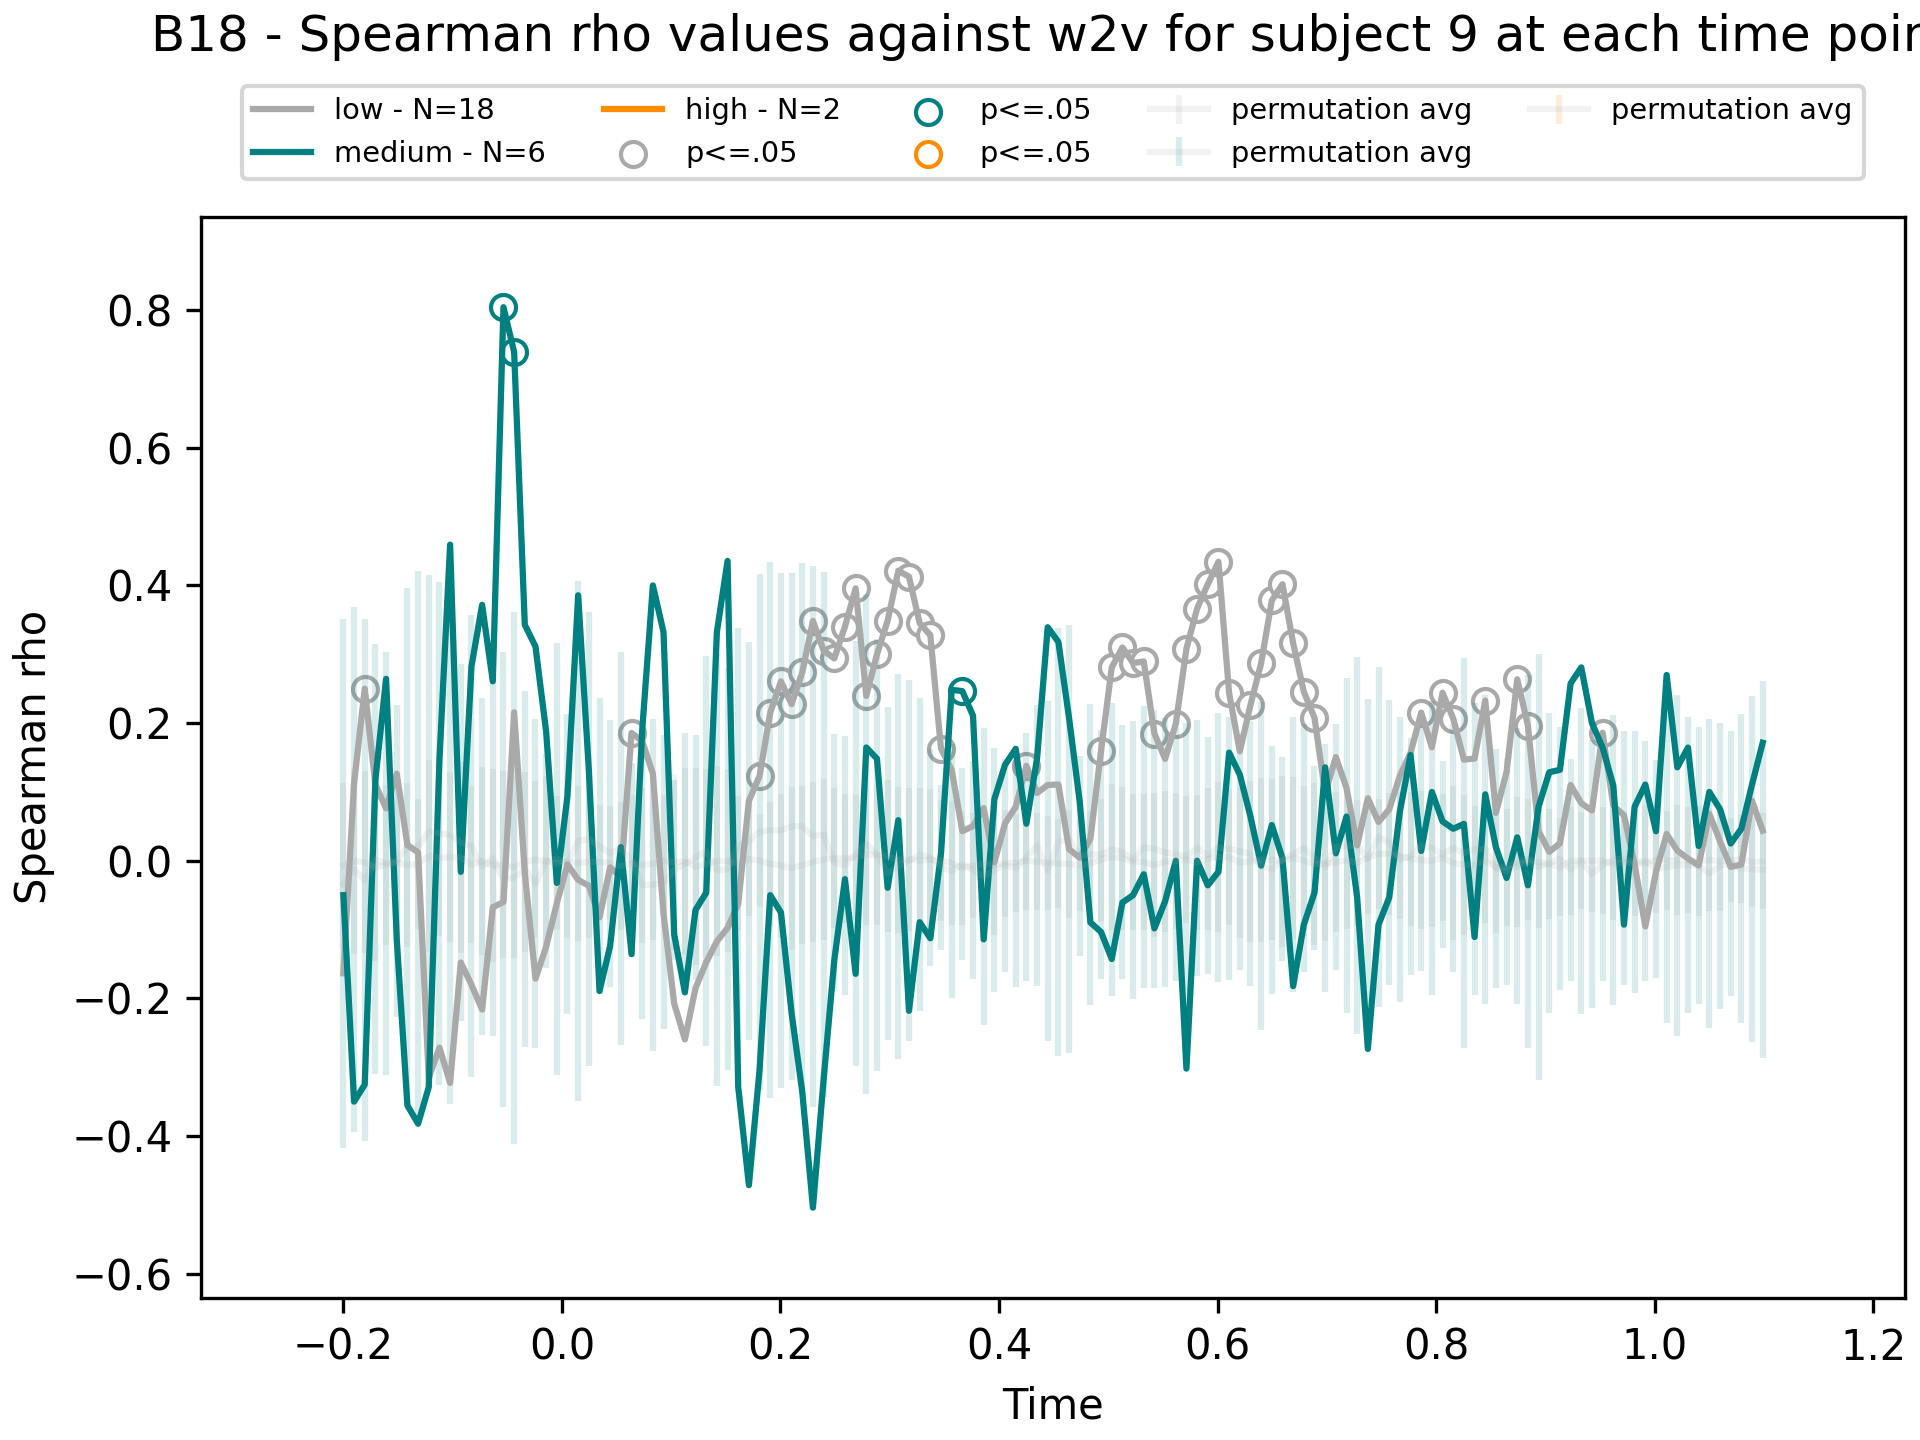 B18 - Spearman rho values against w2v for subject 9 at each time poin
low - N=18 high - N=2 p<=.05 permutation avg permutation avg
medium - N=6 p<=.05 p<=.05 permutation avg
0.8
0.6
0.4
0.2
0.0
−0.2
−0.4
−0.6
Spearman rho
−0.2 0.0 0.2 0.4 0.6 0.8 1.0 1.2
Time